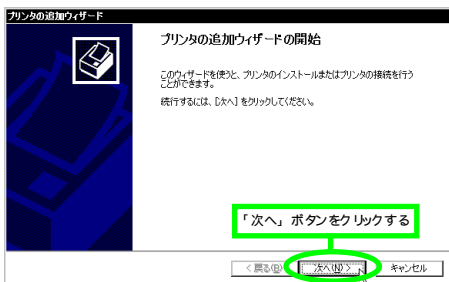 プリンタの追加ウィザード
プリンタの追加ウィザードの開始
このウィザードを使うと、プリンタのインストールまたはプリンタの接続を行う
ことができます。
続行するには、[次へ] をクリックしてください。
「次へ」ボタンをクリックする
< 戻る(B)
次へ(N) >
キャンセル